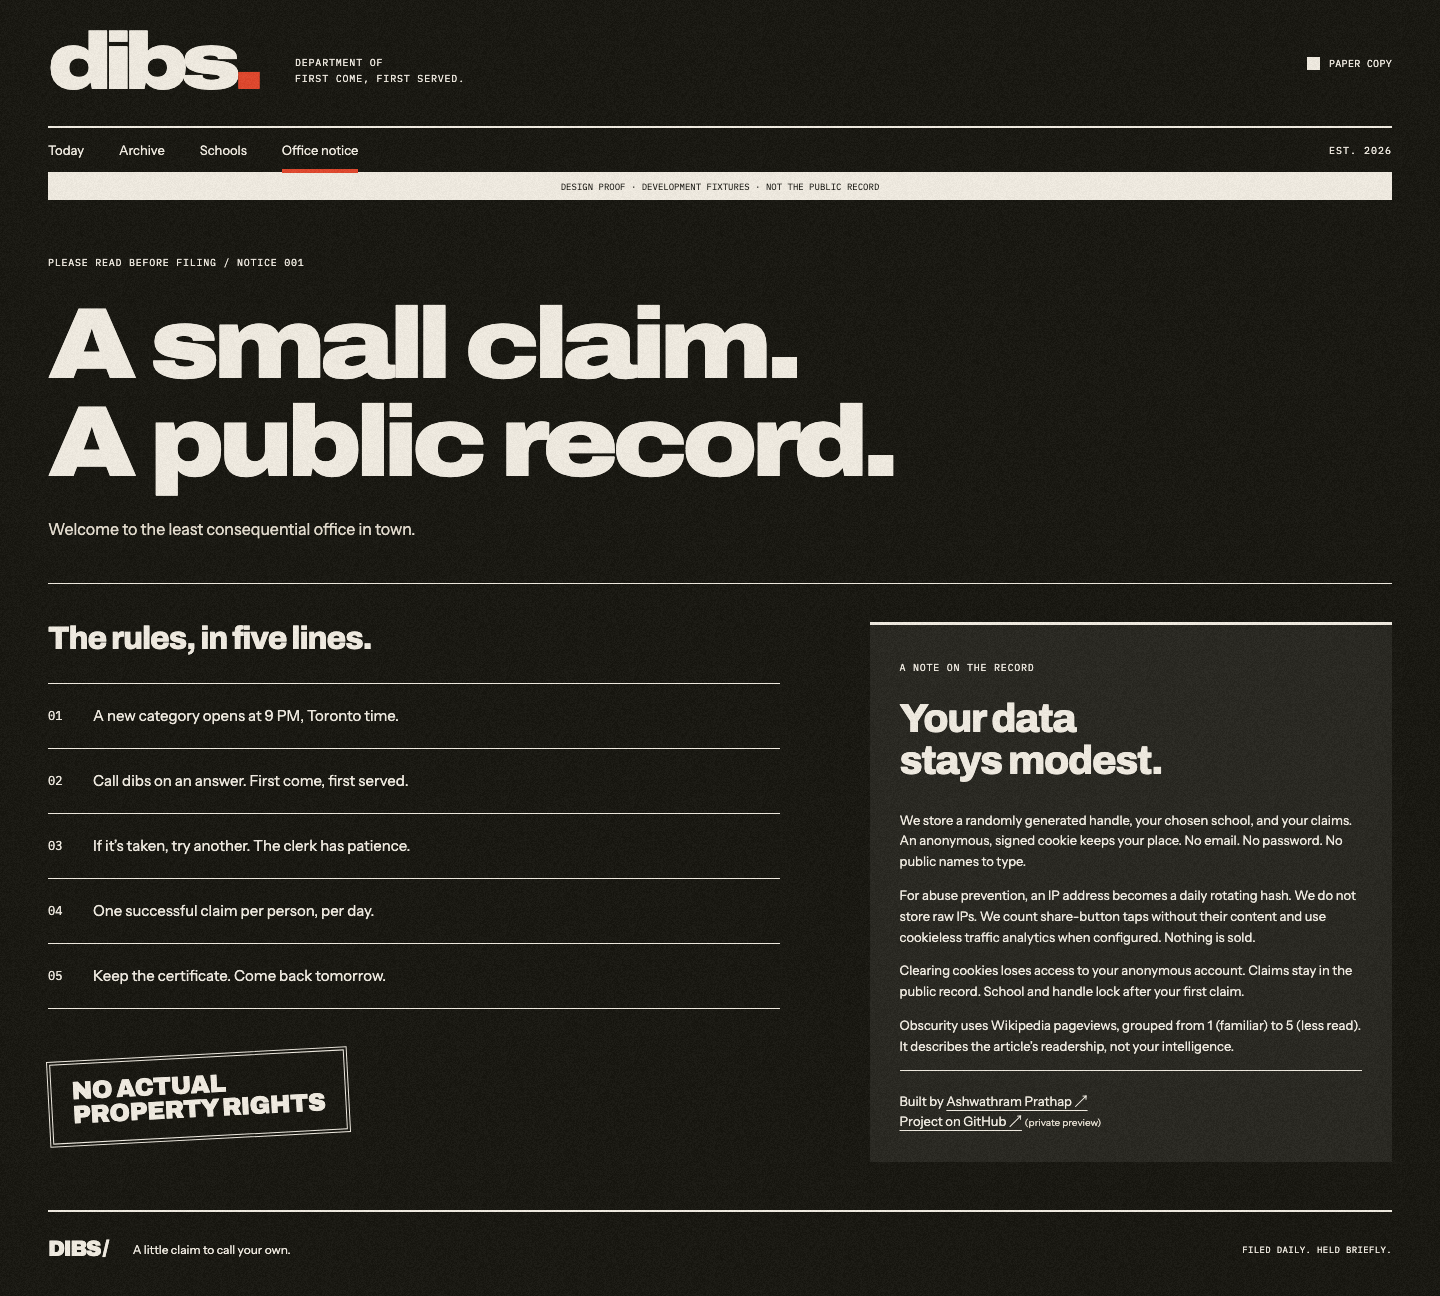 dibs.
DEPARTMENT OF
FIRST COME, FIRST SERVED.
PAPER COPY
Today Archive Schools Office notice
EST. 2026
DESIGN PROOF · DEVELOPMENT FIXTURES · NOT THE PUBLIC RECORD
PLEASE READ BEFORE FILING / NOTICE 001
A small claim.
A public record.
Welcome to the least consequential office in town.
The rules, in five lines.
01 A new category opens at 9 PM, Toronto time.
02 Call dibs on an answer. First come, first served.
03 If it's taken, try another. The clerk has patience.
04 One successful claim per person, per day.
05 Keep the certificate. Come back tomorrow.
NO ACTUAL
PROPERTY RIGHTS
A NOTE ON THE RECORD
Your data
stays modest.
We store a randomly generated handle, your chosen school, and your claims.
An anonymous, signed cookie keeps your place. No email. No password. No
public names to type.
For abuse prevention, an IP address becomes a daily rotating hash. We do not
store raw IPs. We count share-button taps without their content and use
cookieless traffic analytics when configured. Nothing is sold.
Clearing cookies loses access to your anonymous account. Claims stay in the
public record. School and handle lock after your first claim.
Obscurity uses Wikipedia pageviews, grouped from 1 (familiar) to 5 (less read).
It describes the article's readership, not your intelligence.
Built by Ashwathram Prathap ↗
Project on GitHub ↗ (private preview)
DIBS/ A little claim to call your own.
FILED DAILY. HELD BRIEFLY.